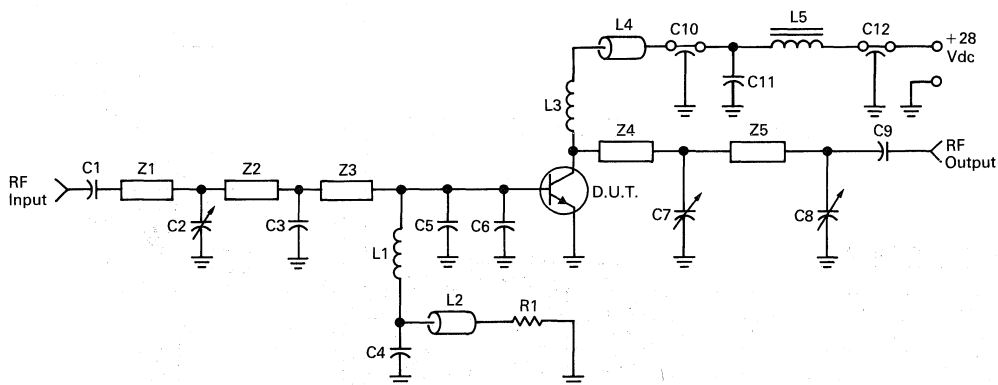 L4
C10
L5
C12
+28
Vdc
C11
L3
Z4
Z5
C9
RF
Output
C1
Z1
Z2
Z3
RF
Input
D.U.T.
C2
C3
C5
C6
C7
C8
L1
L2
R1
C4